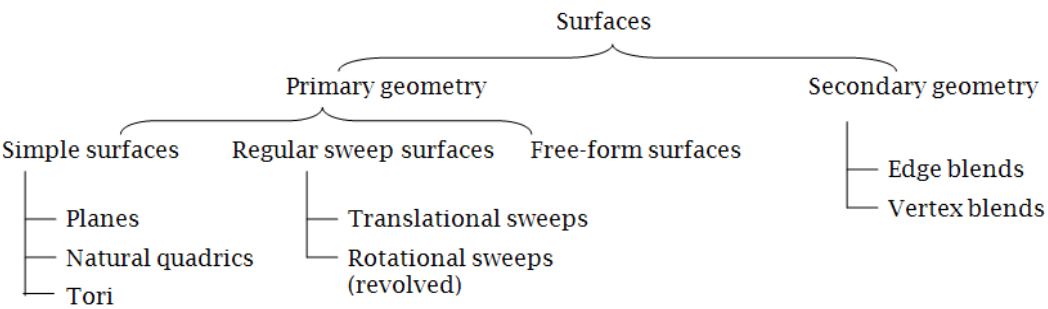 Surfaces
Primary geometry
Secondary geometry
Simple surfaces
Regular sweep surfaces
Free-form surfaces
Planes
Natural quadrics
Tori
Translational sweeps
Rotational sweeps
(revolved)
Edge blends
Vertex blends